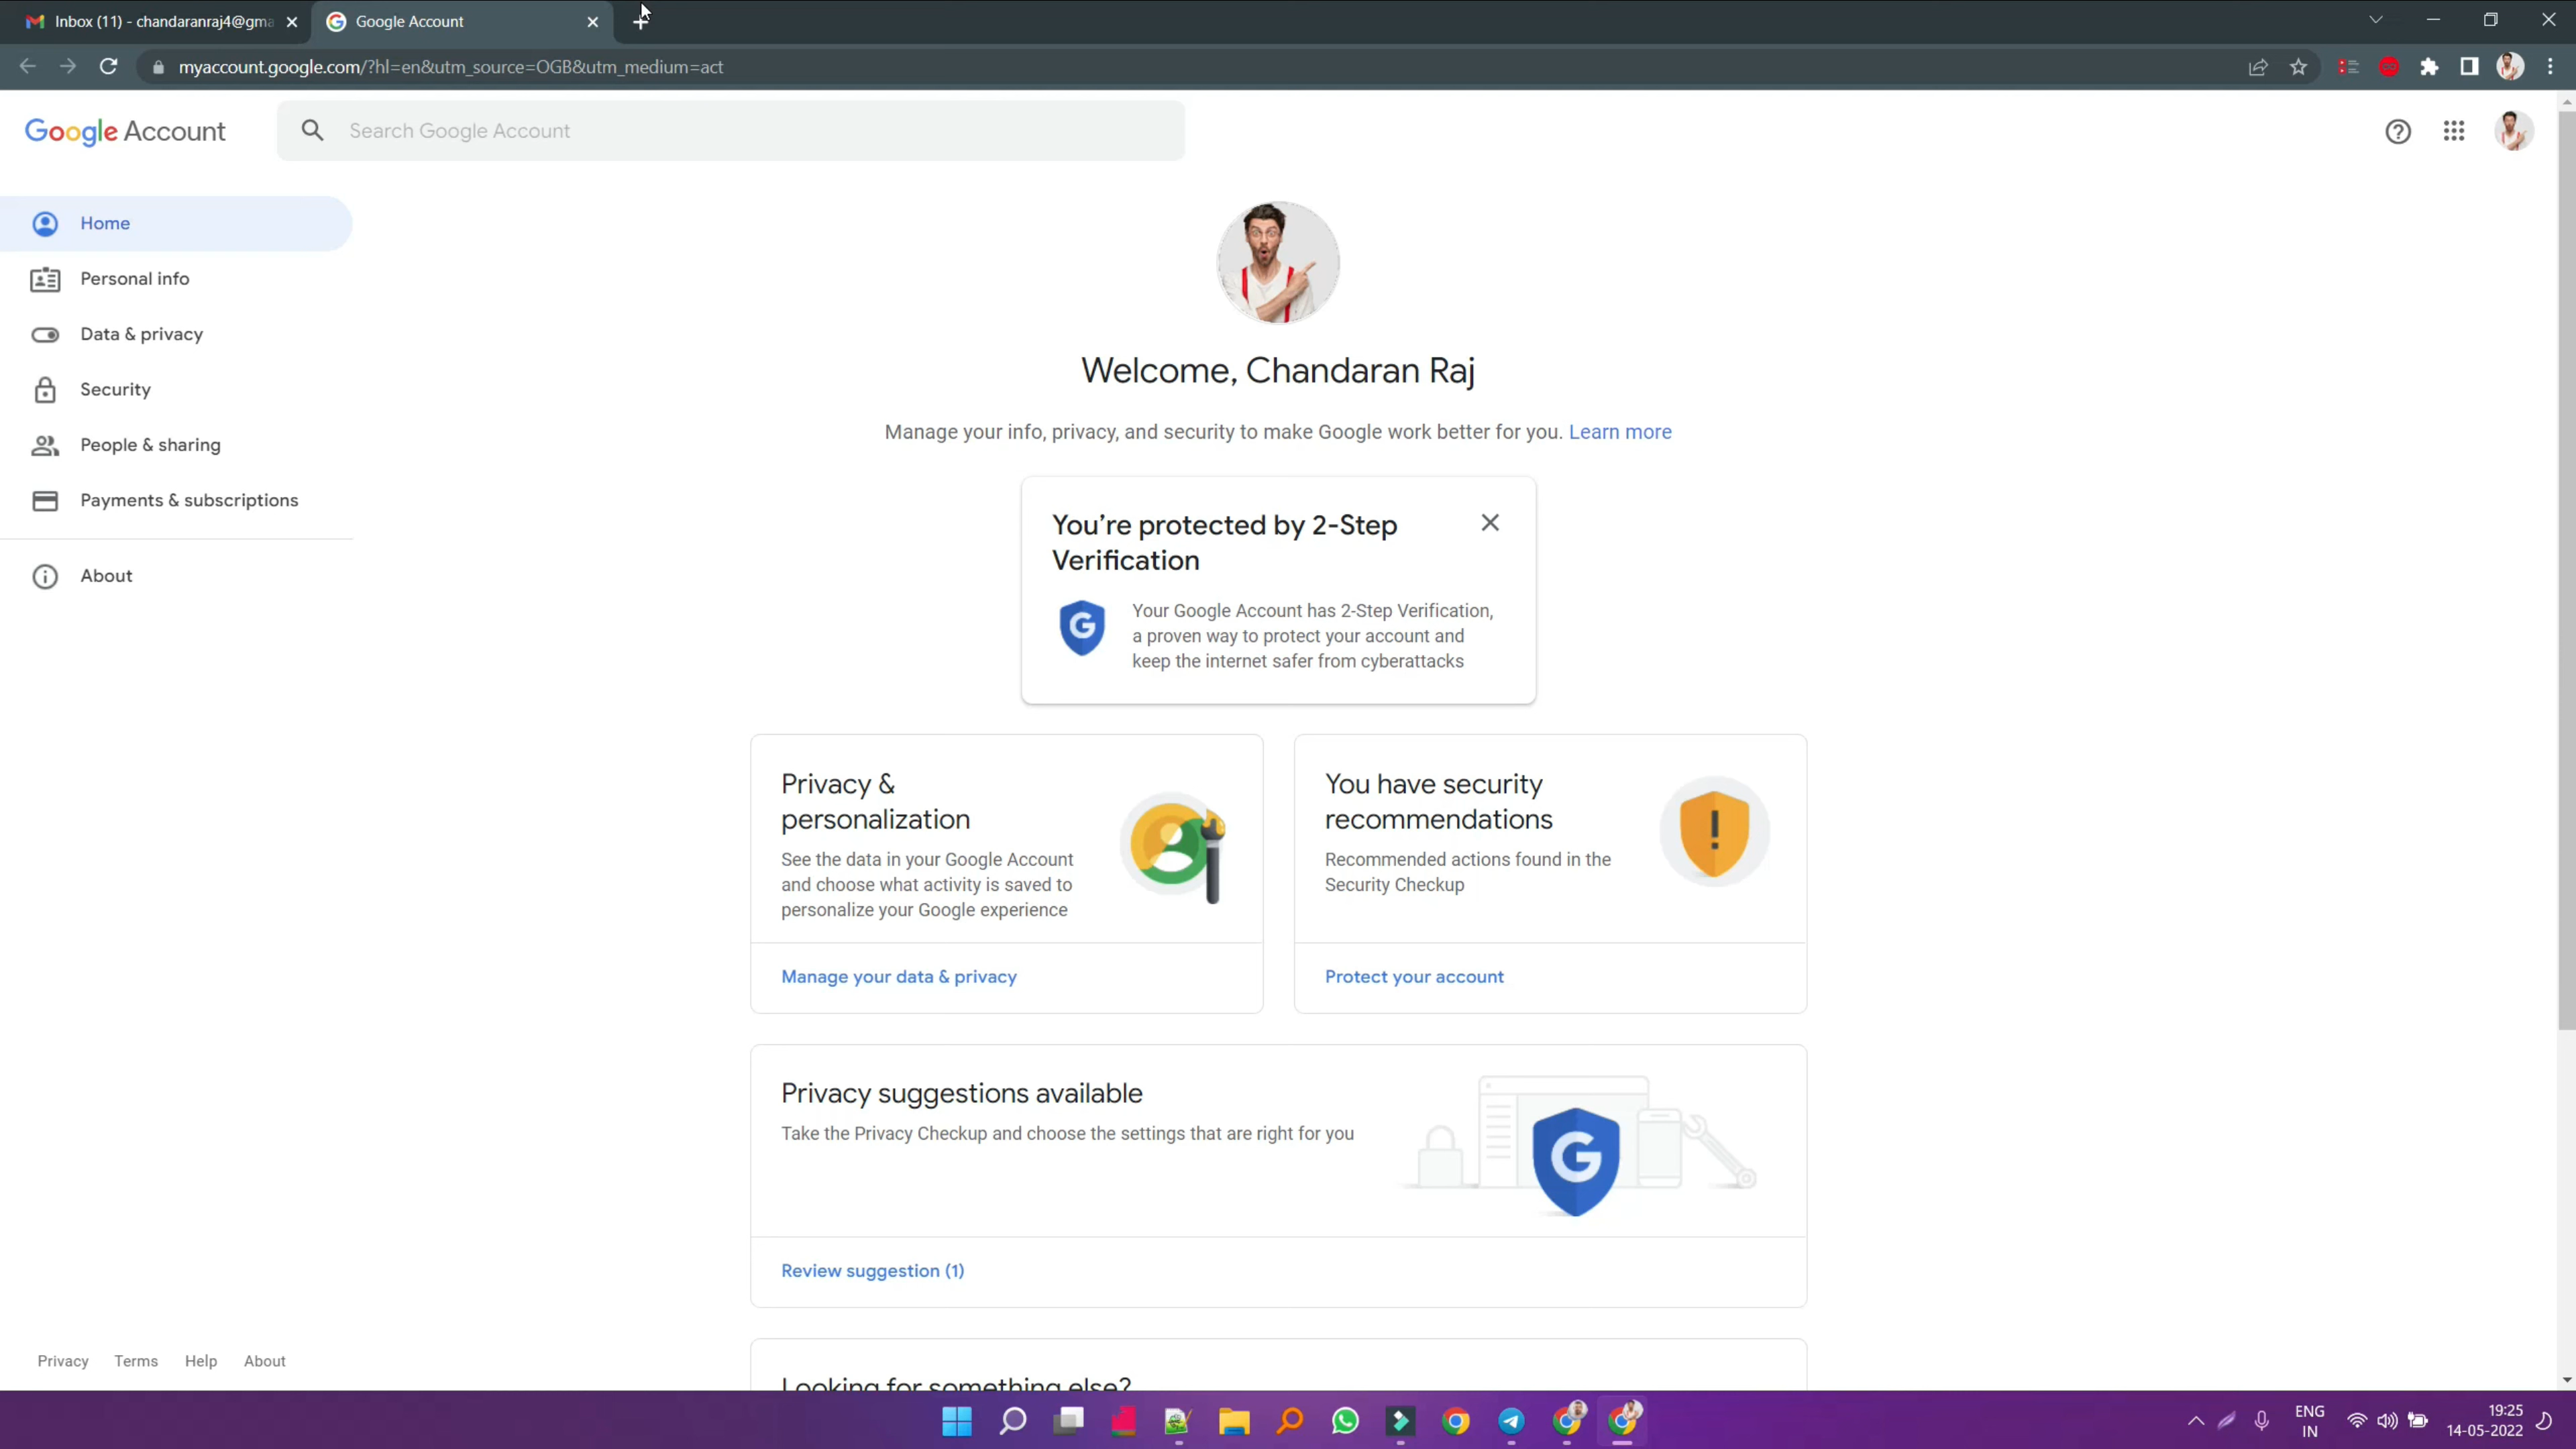 Inbox (11) - chandaranraj4@gma
Google Account
myaccount.google.com/?hl=en&utm_source=OGB&utm_medium=act
Google Account
Search Google Account
Home
Personal info
Data & privacy
Security
People & sharing
Payments & subscriptions
About
Welcome, Chandaran Raj
Manage your info, privacy, and security to make Google work better for you. Learn more
You're protected by 2-Step
Verification
Your Google Account has 2-Step Verification,
a proven way to protect your account and
keep the internet safer from cyberattacks
Privacy &
personalization
See the data in your Google Account
and choose what activity is saved to
personalize your Google experience
Manage your data & privacy
You have security
recommendations
Recommended actions found in the
Security Checkup
Protect your account
Privacy suggestions available
Take the Privacy Checkup and choose the settings that are right for you
Review suggestion (1)
Looking for something else?
Privacy Terms Help About
ENG
IN
19:25
14-05-2022